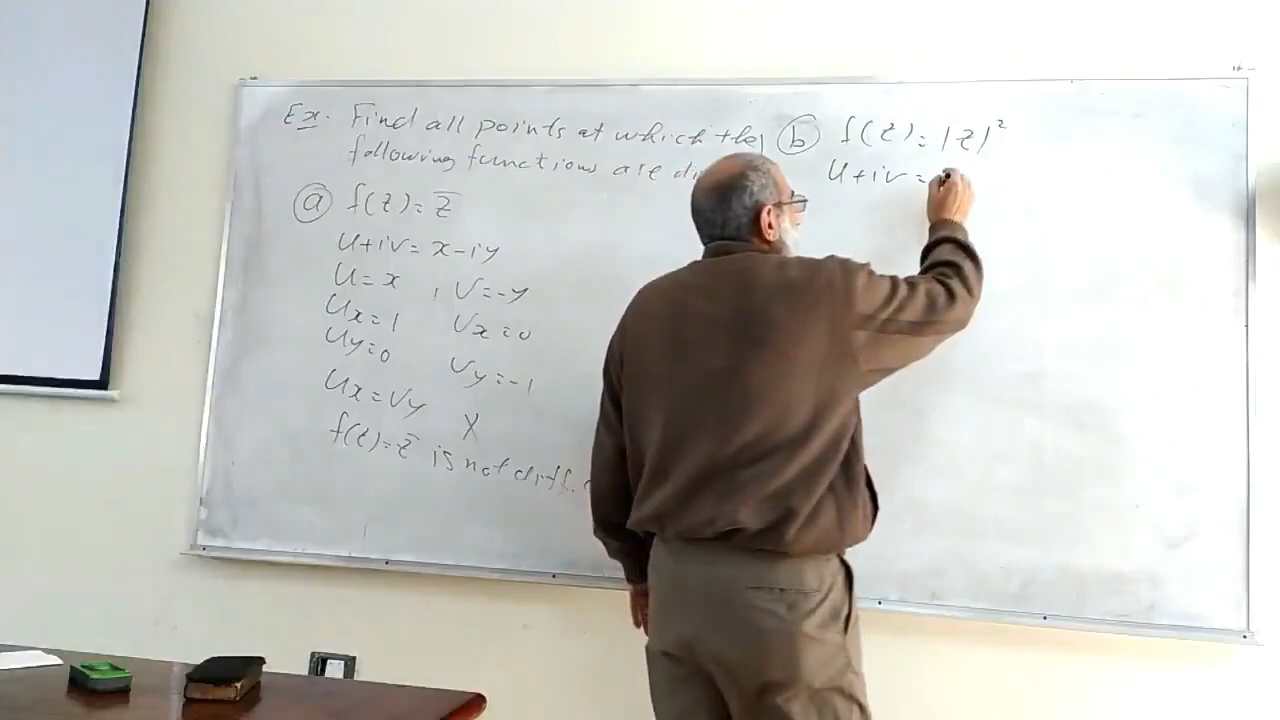 Ex. Find all points at which the
following functions are di
ⓐ f(z) = z̅
u+iv = x-iy
u = x , v = -y
ux = 1 vx = 0
uy = 0 vy = -1
ux = vy X
f(z) = z̅ is not diff.
ⓑ f(z) = |z|²
u+iv =